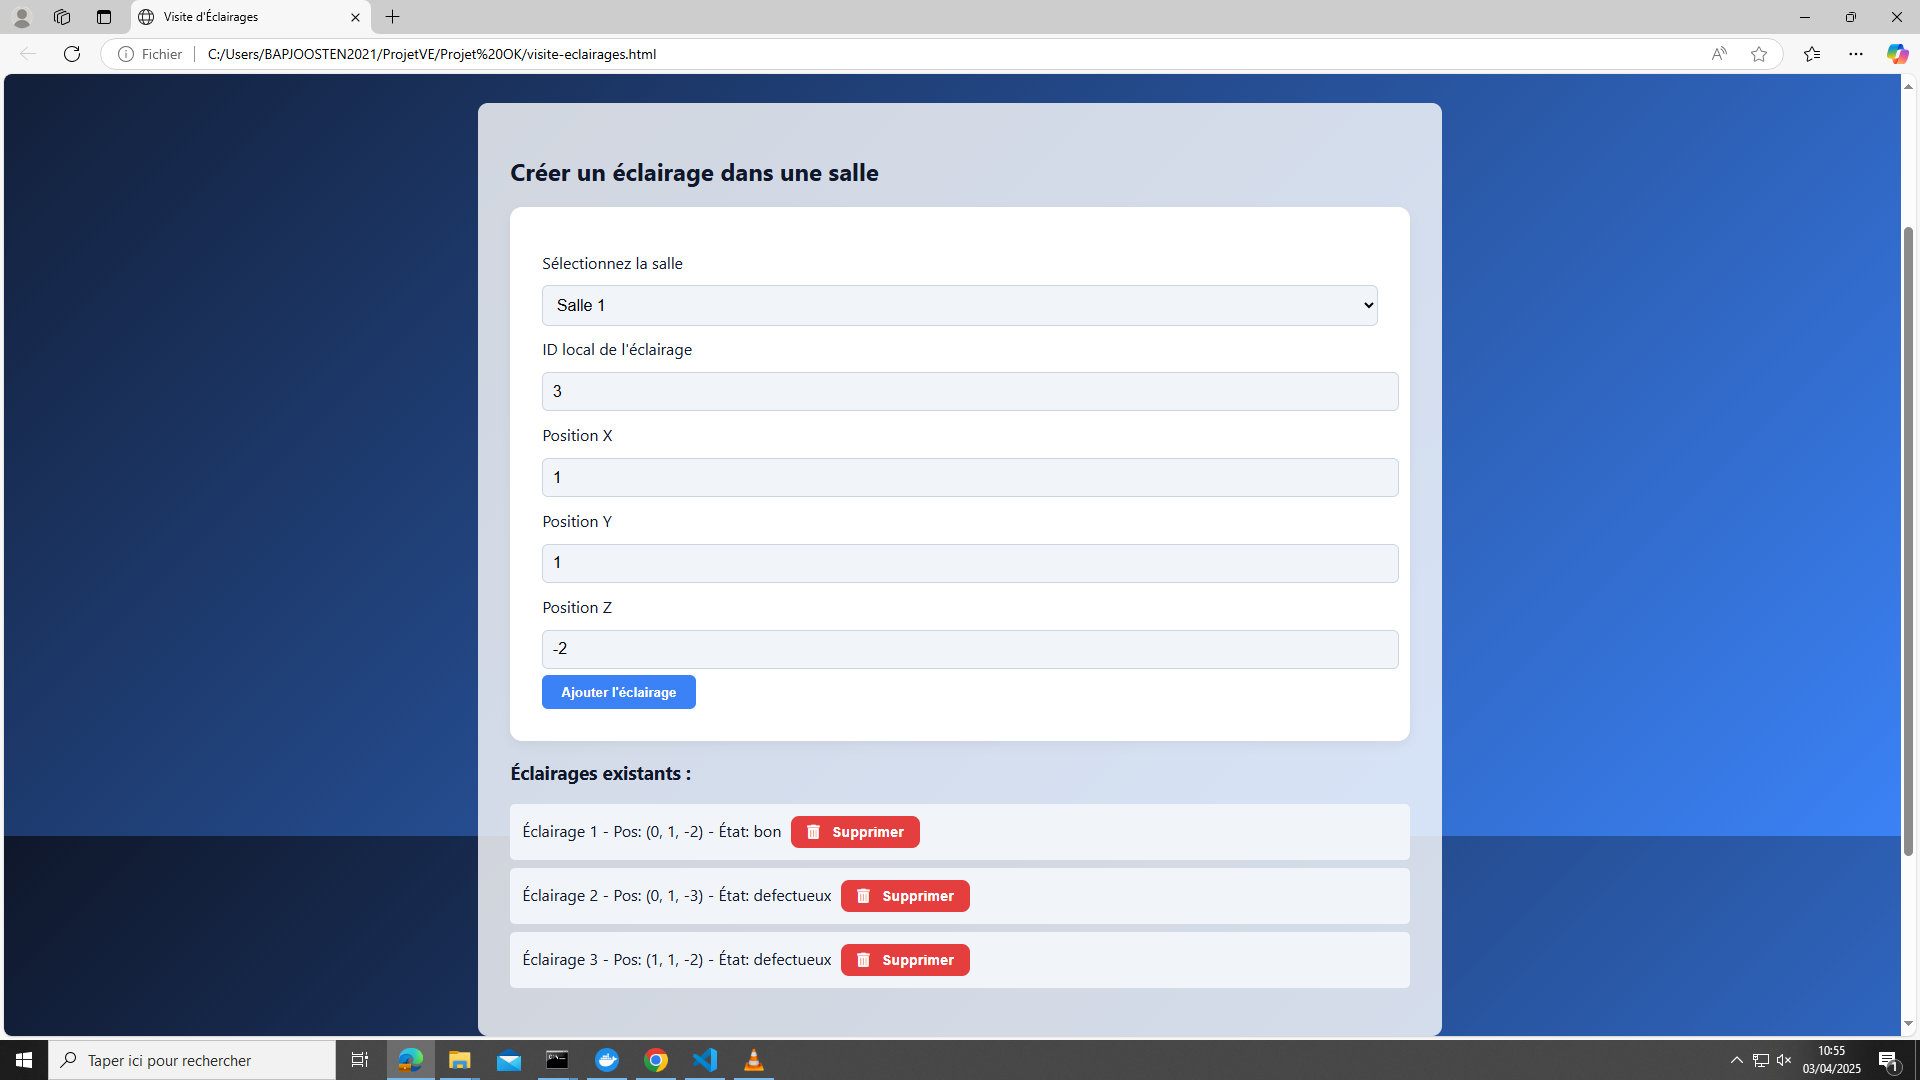 Visite d'Éclairages
Fichier
C:/Users/BAPJOOSTEN2021/ProjetVE/Projet%20OK/visite-eclairages.html
Créer un éclairage dans une salle
Sélectionnez la salle
Salle 1
ID local de l'éclairage
3
Position X
1
Position Y
1
Position Z
-2
Ajouter l'éclairage
Éclairages existants :
Éclairage 1 - Pos: (0, 1, -2) - État: bon Supprimer
Éclairage 2 - Pos: (0, 1, -3) - État: defectueux Supprimer
Éclairage 3 - Pos: (1, 1, -2) - État: defectueux Supprimer
Taper ici pour rechercher
10:55
03/04/2025
1